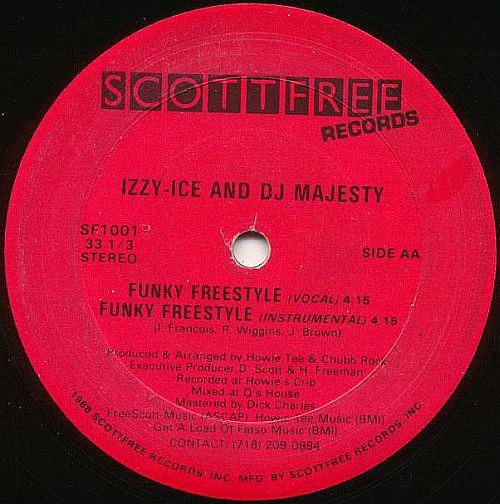 SCOTTFREE
RECORDS
IZZY-ICE AND DJ MAJESTY
SF1001
33 1/3
STEREO
SIDE AA
FUNKY FREESTYLE (VOCAL) 4:15
FUNKY FREESTYLE (INSTRUMENTAL) 4:15
(I. Francois, R. Wiggins, J. Brown)
Produced & Arranged by Howie Tee & Chubb Rock
Executive Producer D. Scott & H. Freeman
Recorded at Howie's Crib
Mixed at Q's House
Mastered by Dick Charles
FreeScott Music (ASCAP), Howie Tee Music (BMI)
Get A Load Of Fatso Music (BMI)
CONTACT: (718) 209-0884
1988 SCOTTFREE RECORDS, INC. MFG. BY SCOTTFREE RECORDS, INC.